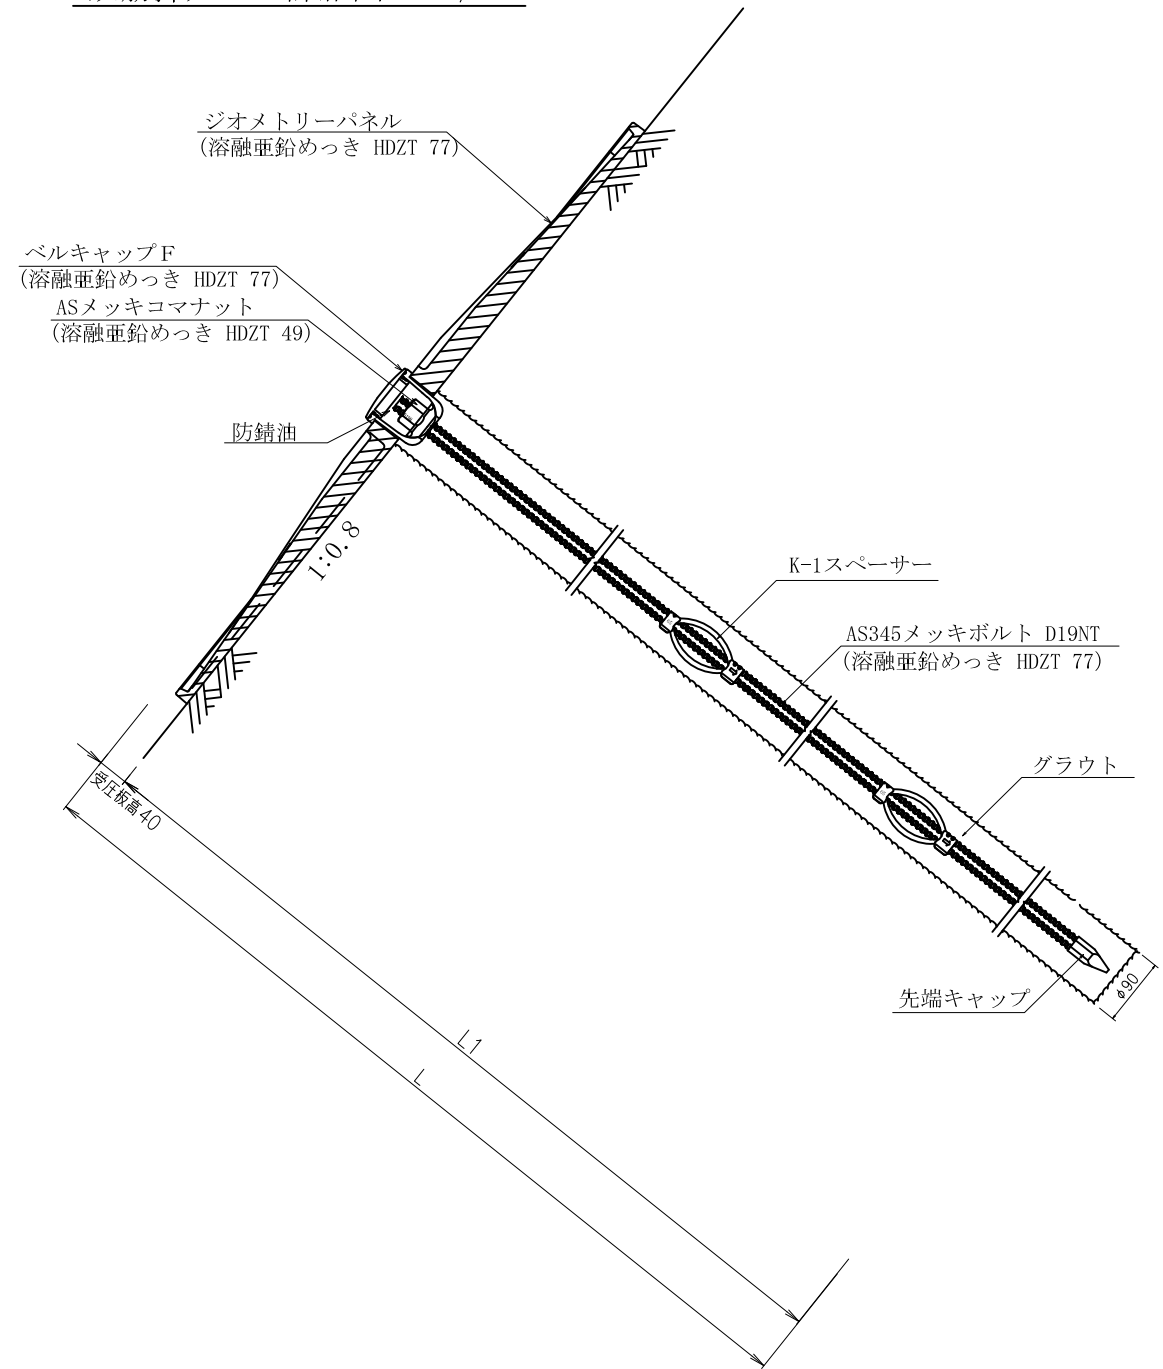 ジオメトリーパネル
(溶融亜鉛めっき HDZT 77)
ベルキャップF
(溶融亜鉛めっき HDZT 77)
ASメッキコマナット
(溶融亜鉛めっき HDZT 49)
防錆油
1:0.8
K-1スペーサー
AS345メッキボルト D19NT
(溶融亜鉛めっき HDZT 77)
グラウト
受圧板高40
先端キャップ
φ90
L1
L